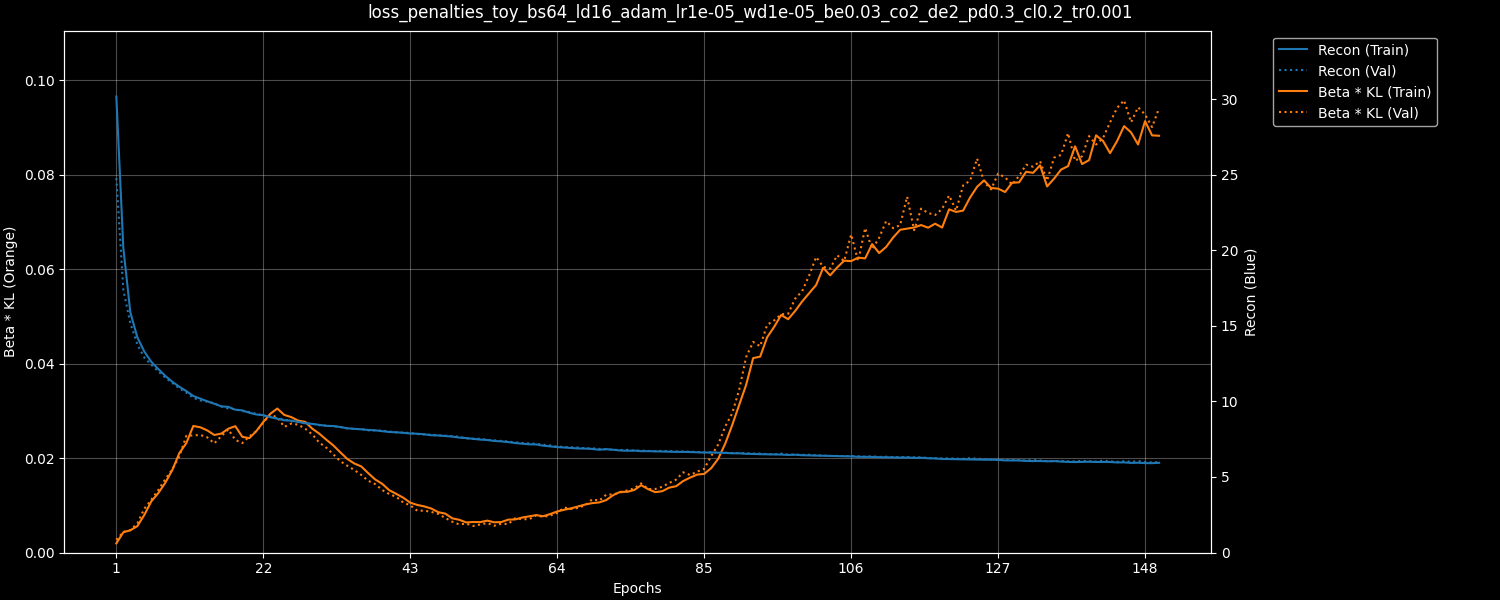 loss_penalties_toy_bs64_ld16_adam_lr1e-05_wd1e-05_be0.03_co2_de2_pd0.3_cl0.2_tr0.001
Recon (Train)
Recon (Val)
Beta * KL (Train)
Beta * KL (Val)
Beta * KL (Orange)
0.10
0.08
0.06
0.04
0.02
0.00
30
25
20
15
10
5
0
Recon (Blue)
1 22 43 64 85 106 127 148
Epochs